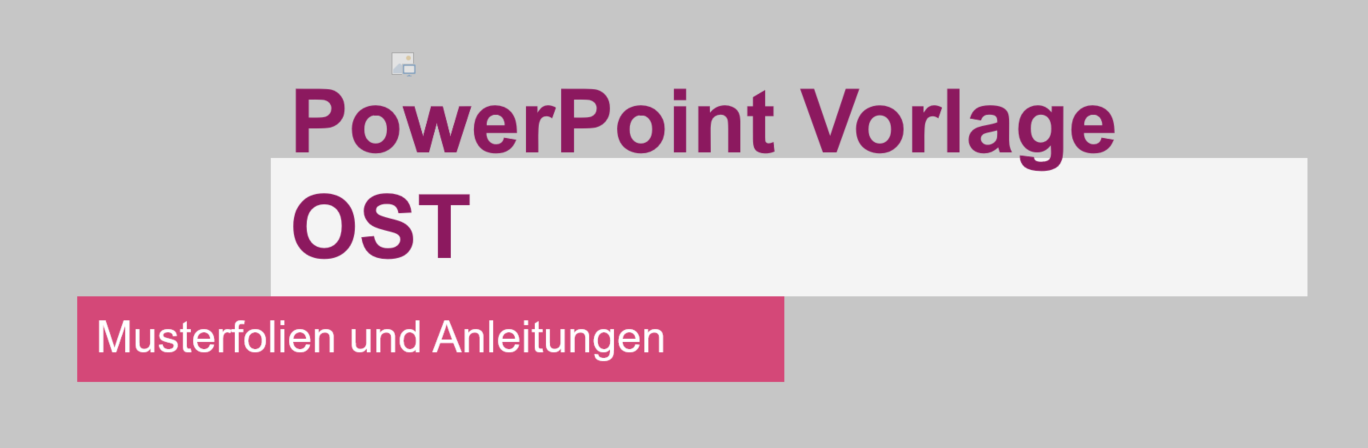 PowerPoint Vorlage
OST
Musterfolien und Anleitungen